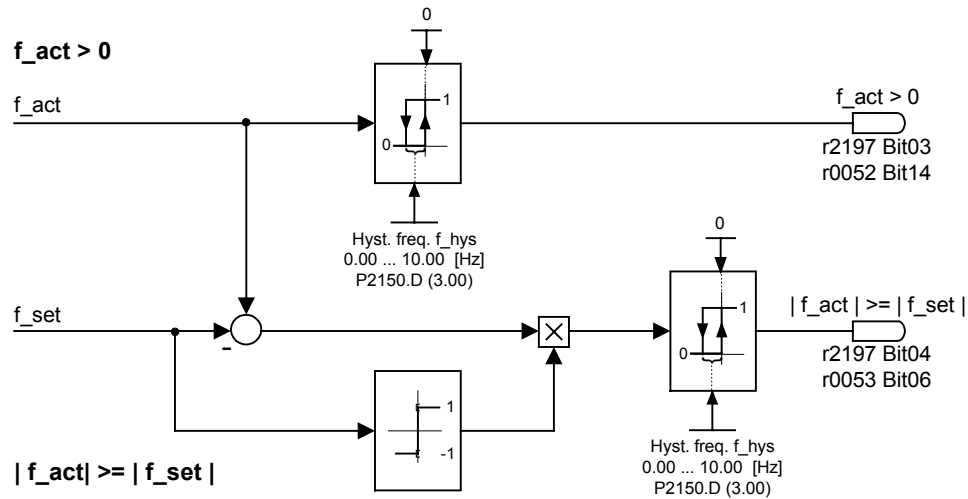 f_act > 0
0
f_act
1
0
f_act > 0
r2197 Bit03
r0052 Bit14
Hyst. freq. f_hys
0.00 ... 10.00 [Hz]
P2150.D (3.00)
0
f_set
-
1
0
| f_act | >= | f_set |
r2197 Bit04
r0053 Bit06
1
-1
Hyst. freq. f_hys
0.00 ... 10.00 [Hz]
P2150.D (3.00)
| f_act| >= | f_set |